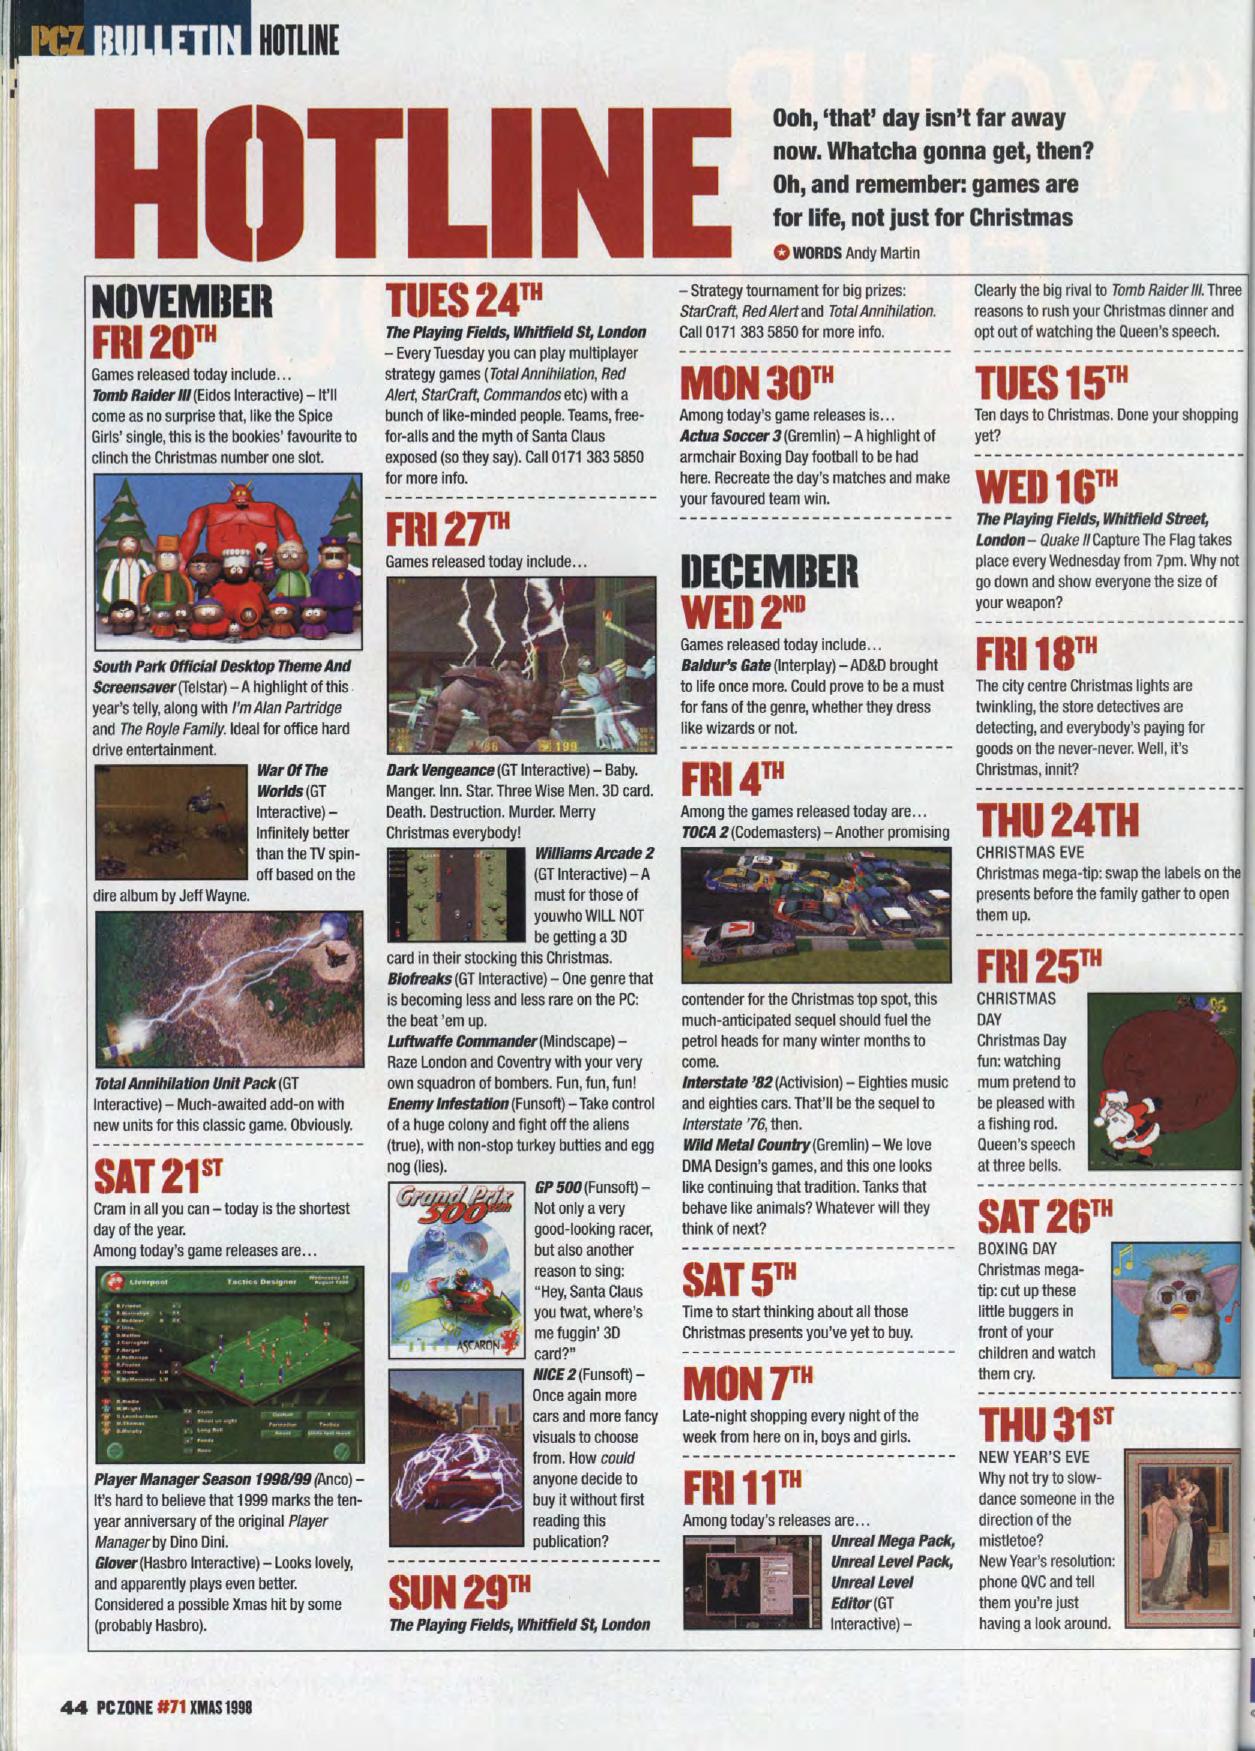 PCZ BULLETIN HOTLINE
HOTLINE
Ooh, 'that' day isn't far away
now. Whatcha gonna get, then?
Oh, and remember: games are
for life, not just for Christmas
WORDS Andy Martin
NOVEMBER
FRI 20TH
Games released today include...
Tomb Raider III (Eidos Interactive) – It'll
come as no surprise that, like the Spice
Girls' single, this is the bookies' favourite to
clinch the Christmas number one slot.
South Park Official Desktop Theme And
Screensaver (Telstar) – A highlight of this
year's telly, along with I'm Alan Partridge
and The Royle Family. Ideal for office hard
drive entertainment.
War Of The
Worlds (GT
Interactive) –
Infinitely better
than the TV spin-
off based on the
dire album by Jeff Wayne.
Total Annihilation Unit Pack (GT
Interactive) – Much-awaited add-on with
new units for this classic game. Obviously.
SAT 21ST
Cram in all you can – today is the shortest
day of the year.
Among today's game releases are...
Liverpool
Tactics Designer
Player Manager Season 1998/99 (Anco) –
It's hard to believe that 1999 marks the ten-
year anniversary of the original Player
Manager by Dino Dini.
Glover (Hasbro Interactive) – Looks lovely,
and apparently plays even better.
Considered a possible Xmas hit by some
(probably Hasbro).
TUES 24TH
The Playing Fields, Whitfield St, London
– Every Tuesday you can play multiplayer
strategy games (Total Annihilation, Red
Alert, StarCraft, Commandos etc) with a
bunch of like-minded people. Teams, free-
for-alls and the myth of Santa Claus
exposed (so they say). Call 0171 383 5850
for more info.
FRI 27TH
Games released today include...
Dark Vengeance (GT Interactive) – Baby.
Manger. Inn. Star. Three Wise Men. 3D card.
Death. Destruction. Murder. Merry
Christmas everybody!
Williams Arcade 2
(GT Interactive) – A
must for those of
youwho WILL NOT
be getting a 3D
card in their stocking this Christmas.
Biofreaks (GT Interactive) – One genre that
is becoming less and less rare on the PC:
the beat 'em up.
Luftwaffe Commander (Mindscape) –
Raze London and Coventry with your very
own squadron of bombers. Fun, fun, fun!
Enemy Infestation (Funsoft) – Take control
of a huge colony and fight off the aliens
(true), with non-stop turkey butties and egg
nog (lies).
Grand Prix
500
ASCARON
GP 500 (Funsoft) –
Not only a very
good-looking racer,
but also another
reason to sing:
"Hey, Santa Claus
you twat, where's
me fuggin' 3D
card?"
NICE 2 (Funsoft) –
Once again more
cars and more fancy
visuals to choose
from. How could
anyone decide to
buy it without first
reading this
publication?
SUN 29TH
The Playing Fields, Whitfield St, London
– Strategy tournament for big prizes:
StarCraft, Red Alert and Total Annihilation.
Call 0171 383 5850 for more info.
MON 30TH
Among today's game releases is...
Actua Soccer 3 (Gremlin) – A highlight of
armchair Boxing Day football to be had
here. Recreate the day's matches and make
your favoured team win.
DECEMBER
WED 2ND
Games released today include...
Baldur's Gate (Interplay) – AD&D brought
to life once more. Could prove to be a must
for fans of the genre, whether they dress
like wizards or not.
FRI 4TH
Among the games released today are...
TOCA 2 (Codemasters) – Another promising
contender for the Christmas top spot, this
much-anticipated sequel should fuel the
petrol heads for many winter months to
come.
Interstate '82 (Activision) – Eighties music
and eighties cars. That'll be the sequel to
Interstate '76, then.
Wild Metal Country (Gremlin) – We love
DMA Design's games, and this one looks
like continuing that tradition. Tanks that
behave like animals? Whatever will they
think of next?
SAT 5TH
Time to start thinking about all those
Christmas presents you've yet to buy.
MON 7TH
Late-night shopping every night of the
week from here on in, boys and girls.
FRI 11TH
Among today's releases are...
Unreal Mega Pack,
Unreal Level Pack,
Unreal Level
Editor (GT
Interactive) –
Clearly the big rival to Tomb Raider III. Three
reasons to rush your Christmas dinner and
opt out of watching the Queen's speech.
TUES 15TH
Ten days to Christmas. Done your shopping
yet?
WED 16TH
The Playing Fields, Whitfield Street,
London – Quake II Capture The Flag takes
place every Wednesday from 7pm. Why not
go down and show everyone the size of
your weapon?
FRI 18TH
The city centre Christmas lights are
twinkling, the store detectives are
detecting, and everybody's paying for
goods on the never-never. Well, it's
Christmas, innit?
THU 24TH
CHRISTMAS EVE
Christmas mega-tip: swap the labels on the
presents before the family gather to open
them up.
FRI 25TH
CHRISTMAS
DAY
Christmas Day
fun: watching
mum pretend to
be pleased with
a fishing rod.
Queen's speech
at three bells.
SAT 26TH
BOXING DAY
Christmas mega-
tip: cut up these
little buggers in
front of your
children and watch
them cry.
THU 31ST
NEW YEAR'S EVE
Why not try to slow-
dance someone in the
direction of the
mistletoe?
New Year's resolution:
phone QVC and tell
them you're just
having a look around.
44 PC ZONE #71 XMAS 1998